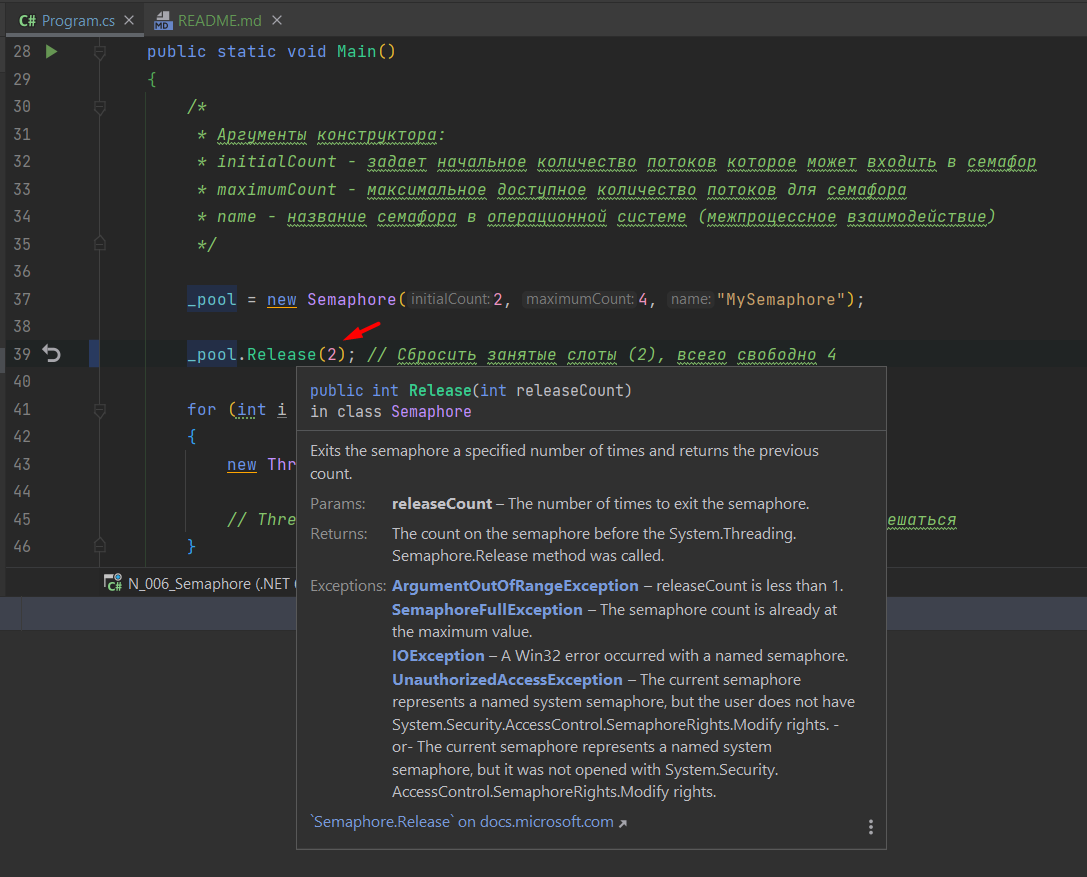 C# Program.cs × MD README.md ×
28 public static void Main()
29 {
30 /*
31 * Аргументы конструктора:
32 * initialCount - задает начальное количество потоков которое может входить в семафор
33 * maximumCount - максимальное доступное количество потоков для семафора
34 * name - название семафора в операционной системе (межпроцессное взаимодействие)
35 */
36
37 _pool = new Semaphore(initialCount: 2, maximumCount: 4, name: "MySemaphore");
38
39 _pool.Release(2); // Сбросить занятые слоты (2), всего свободно 4
40
public int Release(int releaseCount)
41 for (int i
in class Semaphore
42 {
Exits the semaphore a specified number of times and returns the previous
43 new Thr
count.
44
Params: releaseCount – The number of times to exit the semaphore.
45 // Thre ешаться
Returns: The count on the semaphore before the System.Threading.
46 }
Semaphore.Release method was called.
N_006_Semaphore (.NET
Exceptions: ArgumentOutOfRangeException – releaseCount is less than 1.
SemaphoreFullException – The semaphore count is already at
the maximum value.
IOException – A Win32 error occurred with a named semaphore.
UnauthorizedAccessException – The current semaphore
represents a named system semaphore, but the user does not have
System.Security.AccessControl.SemaphoreRights.Modify rights. -
or- The current semaphore represents a named system
semaphore, but it was not opened with System.Security.
AccessControl.SemaphoreRights.Modify rights.
`Semaphore.Release` on docs.microsoft.com